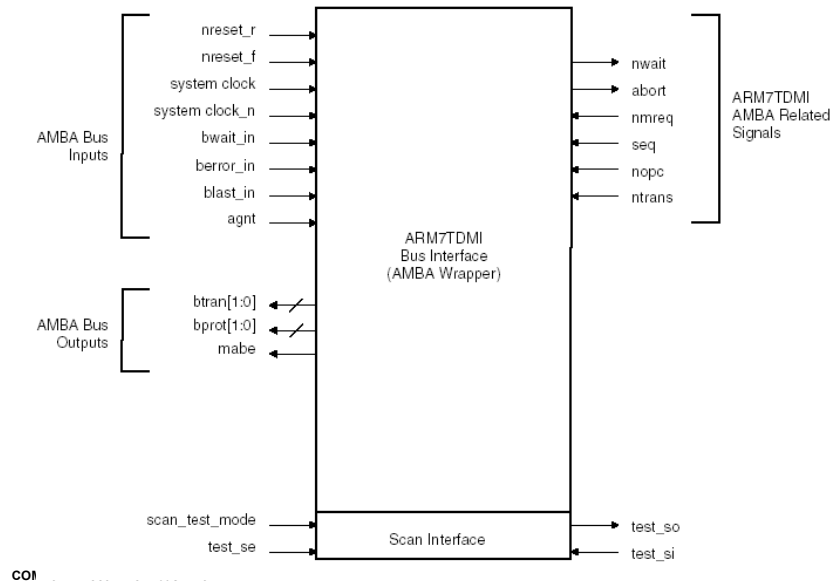 nreset_r
nreset_f
system clock
system clock_n
bwait_in
berror_in
blast_in
agnt
AMBA Bus
Inputs
btran[1:0]
bprot[1:0]
mabe
AMBA Bus
Outputs
ARM7TDMI
Bus Interface
(AMBA Wrapper)
nwait
abort
nmreq
seq
nopc
ntrans
ARM7TDMI
AMBA Related
Signals
scan_test_mode
test_se
Scan Interface
test_so
test_si